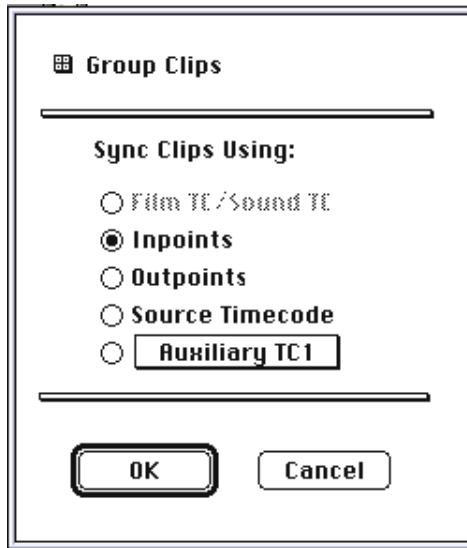 Group Clips
Sync Clips Using:
Film TC/Sound TC
Inpoints
Outpoints
Source Timecode
Auxiliary TC1
OK
Cancel